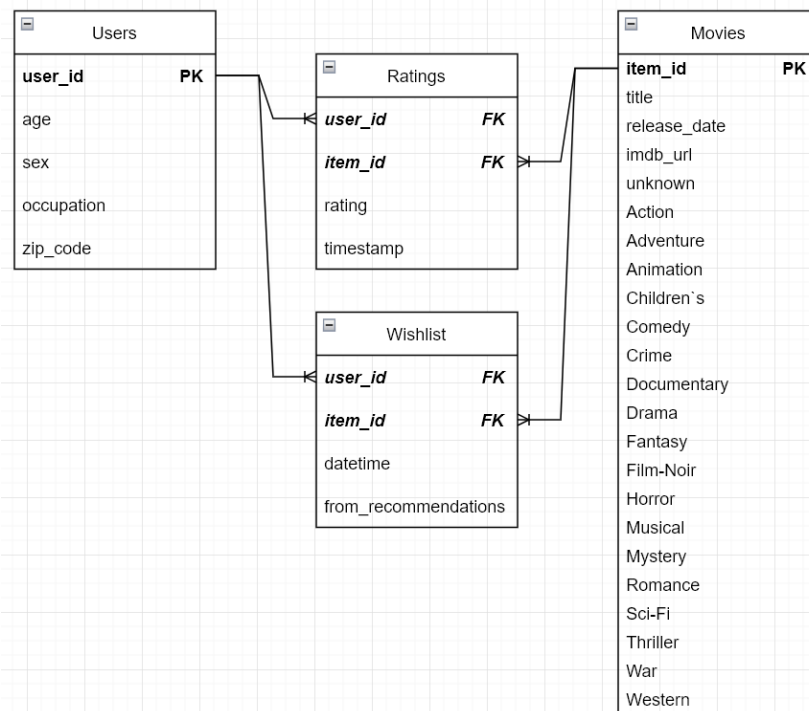 Users
user_id PK
age
sex
occupation
zip_code
Ratings
user_id FK
item_id FK
rating
timestamp
Wishlist
user_id FK
item_id FK
datetime
from_recommendations
Movies
item_id PK
title
release_date
imdb_url
unknown
Action
Adventure
Animation
Children`s
Comedy
Crime
Documentary
Drama
Fantasy
Film-Noir
Horror
Musical
Mystery
Romance
Sci-Fi
Thriller
War
Western